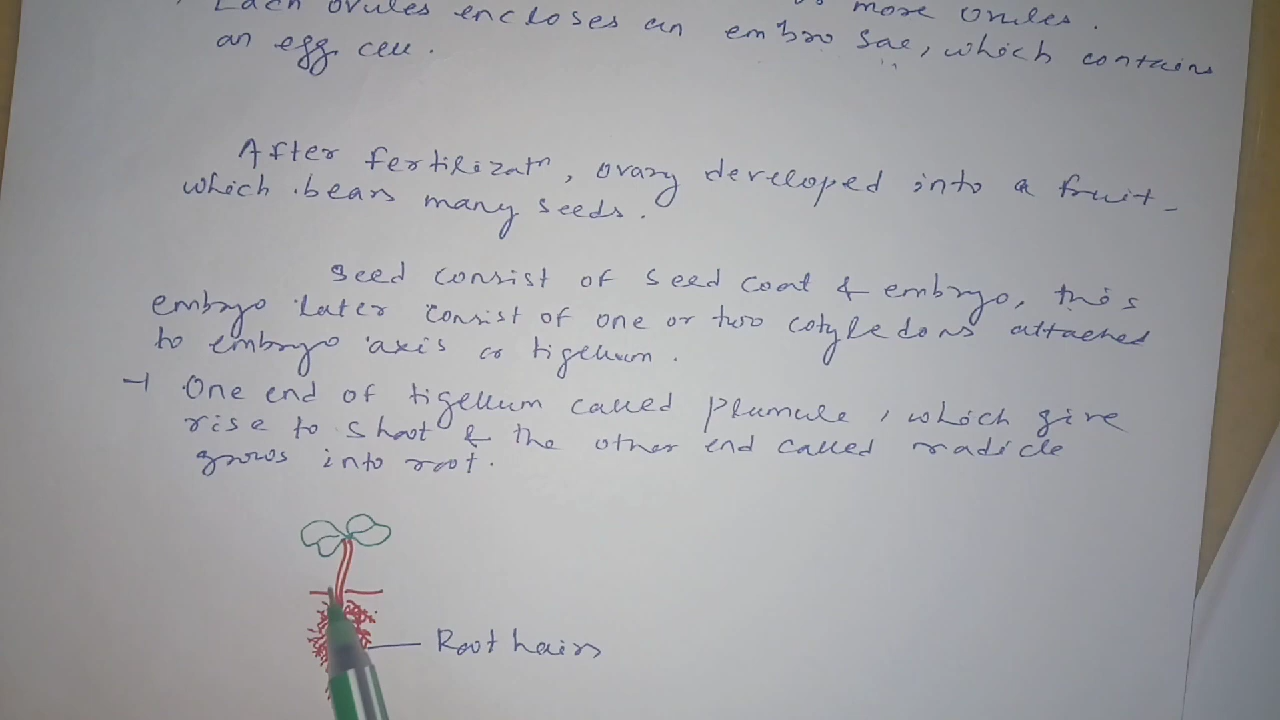 Each ovules encloses an embro sac, which contains more ovules.
an egg cell.
After fertilizatn, ovary developed into a fruit
which bears many seeds.
Seed consist of seed coat & embryo, this
embryo later consist of one or two cotyledons attached
to embryo axis or tigellum.
→ One end of tigellum called plumule, which give
rise to shoot & the other end called radicle
grows into root.
Root hairs